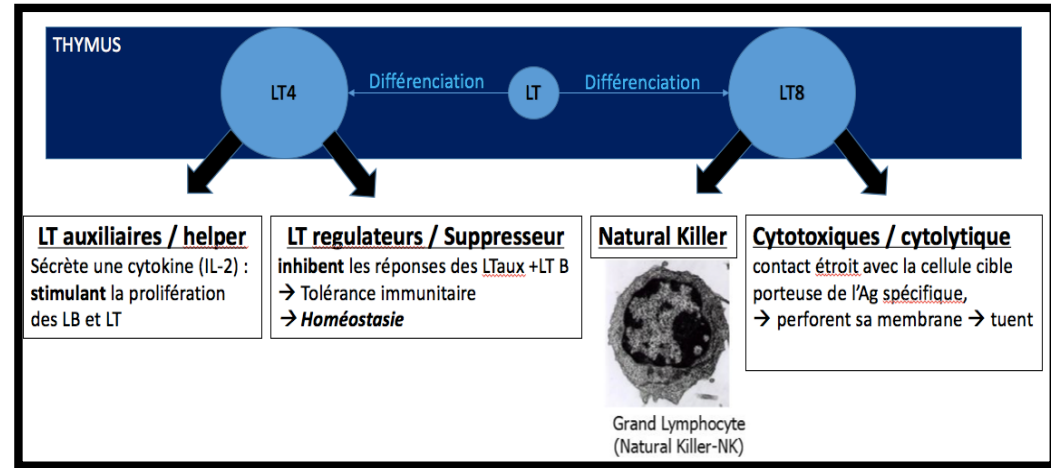 THYMUS
LT4
Différenciation
LT
Différenciation
LT8
LT auxiliaires / helper
Sécrète une cytokine (IL-2) :
stimulant la prolifération
des LB et LT
LT regulateurs / Suppresseur
inhibent les réponses des LTaux +LT B
→ Tolérance immunitaire
→ Homéostasie
Natural Killer
Grand Lymphocyte
(Natural Killer-NK)
Cytotoxiques / cytolytique
contact étroit avec la cellule cible
porteuse de l'Ag spécifique,
→ perforent sa membrane → tuent